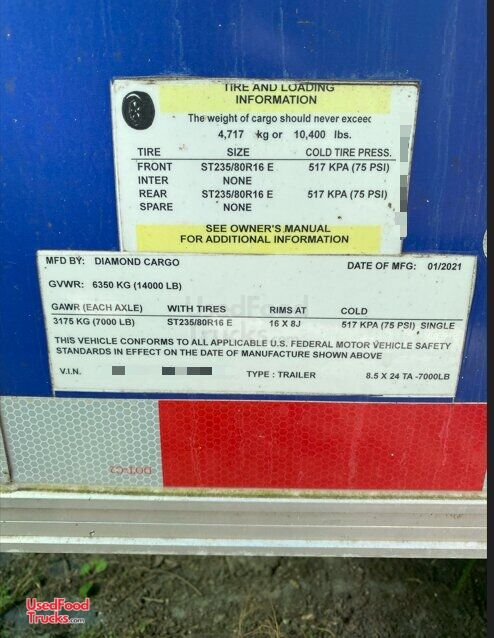 TIRE AND LOADING
INFORMATION
The weight of cargo should never exceed
4,717 kg or 10,400 lbs.
TIRE SIZE COLD TIRE PRESS.
FRONT ST235/80R16 E 517 KPA (75 PSI)
INTER NONE
REAR ST235/80R16 E 517 KPA (75 PSI)
SPARE NONE
SEE OWNER'S MANUAL
FOR ADDITIONAL INFORMATION
MFD BY: DIAMOND CARGO DATE OF MFG: 01/2021
GVWR: 6350 KG (14000 LB)
GAWR (EACH AXLE) WITH TIRES RIMS AT COLD
3175 KG (7000 LB) ST235/80R16 E 16 X 8J 517 KPA (75 PSI) SINGLE
THIS VEHICLE CONFORMS TO ALL APPLICABLE U.S. FEDERAL MOTOR VEHICLE SAFETY
STANDARDS IN EFFECT ON THE DATE OF MANUFACTURE SHOWN ABOVE
V.I.N. TYPE : TRAILER 8.5 X 24 TA -7000LB
DOT-C2
UsedFood
Trucks.com
UsedFood
Trucks.com